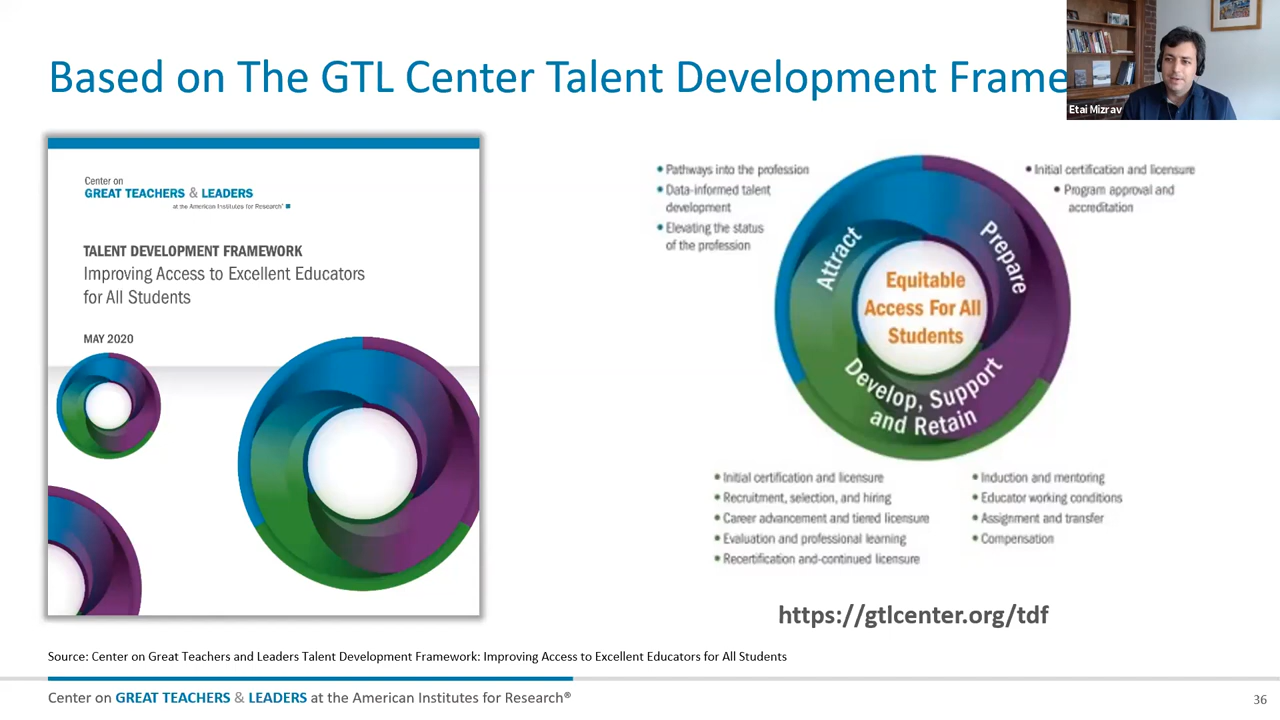 Based on The GTL Center Talent Development Frame
Etai Mizrav
Center on
GREAT TEACHERS & LEADERS
at the American Institutes for Research®
TALENT DEVELOPMENT FRAMEWORK
Improving Access to Excellent Educators
for All Students
MAY 2020
• Pathways into the profession
• Data-informed talent
development
• Elevating the status
of the profession
• Initial certification and licensure
• Program approval and
accreditation
Attract
Prepare
Equitable
Access For All
Students
Develop, Support
and Retain
• Initial certification and licensure
• Recruitment, selection, and hiring
• Career advancement and tiered licensure
• Evaluation and professional learning
• Recertification and-continued licensure
• Induction and mentoring
• Educator working conditions
• Assignment and transfer
• Compensation
https://gtlcenter.org/tdf
Source: Center on Great Teachers and Leaders Talent Development Framework: Improving Access to Excellent Educators for All Students
Center on GREAT TEACHERS & LEADERS at the American Institutes for Research®
36